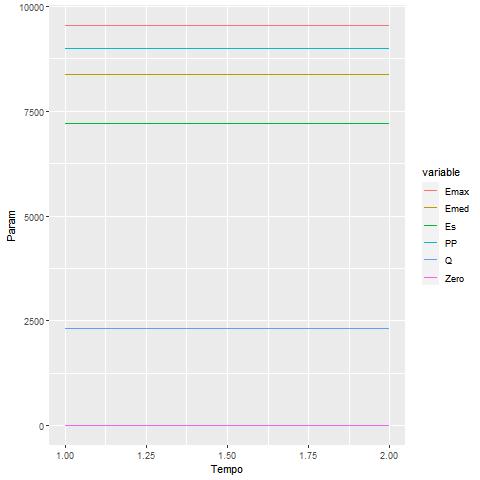 10000
7500
5000
2500
0
Param
1.00
1.25
1.50
1.75
2.00
Tempo
variable
Emax
Emed
Es
PP
Q
Zero